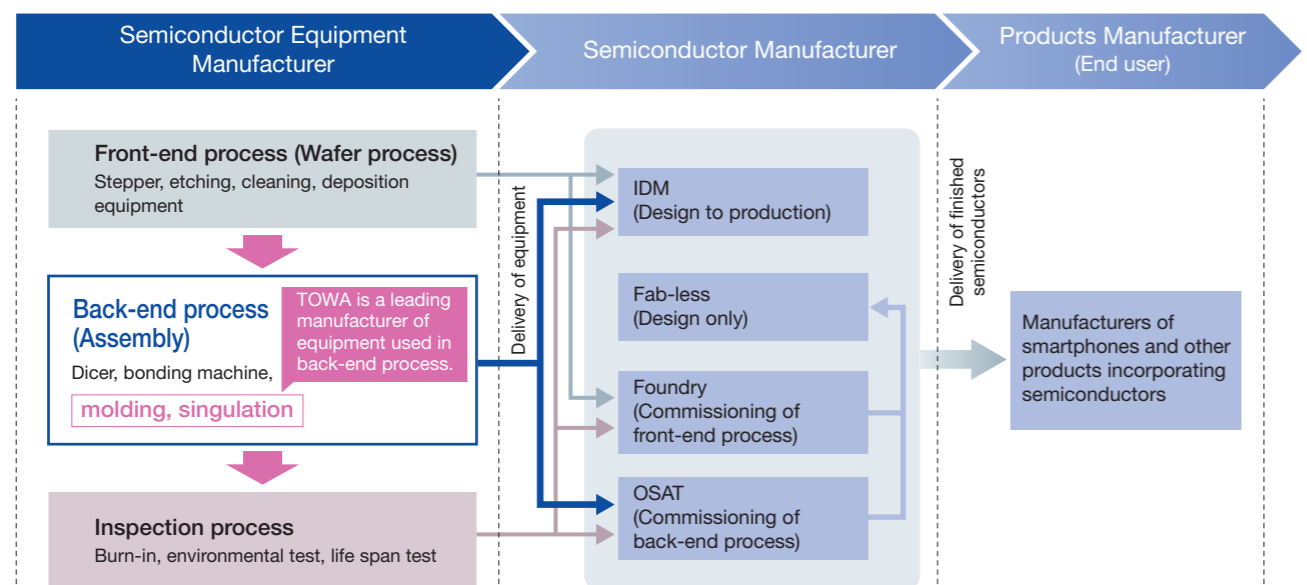 Semiconductor Equipment
Manufacturer
Semiconductor Manufacturer
Products Manufacturer
(End user)
Front-end process (Wafer process)
Stepper, etching, cleaning, deposition
equipment
Back-end process
(Assembly)
Dicer, bonding machine,
molding, singulation
TOWA is a leading
manufacturer of
equipment used in
back-end process.
Inspection process
Burn-in, environmental test, life span test
Delivery of equipment
IDM
(Design to production)
Fab-less
(Design only)
Foundry
(Commissioning of
front-end process)
OSAT
(Commissioning of
back-end process)
Delivery of finished
semiconductors
Manufacturers of
smartphones and other
products incorporating
semiconductors